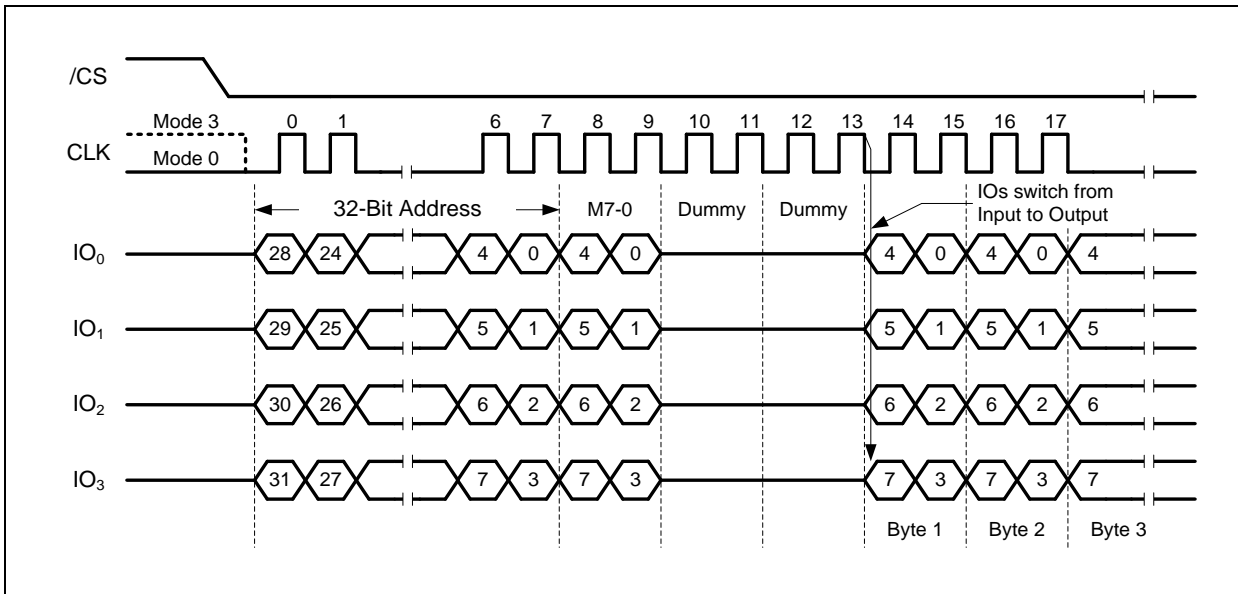 /CS
Mode 3 0 1 6 7 8 9 10 11 12 13 14 15 16 17
CLK
Mode 0
IOs switch from
Input to Output
32-Bit Address M7-0 Dummy Dummy
IO0 28 24 4 0 4 0 4 0 4 0 4
IO1 29 25 5 1 5 1 5 1 5 1 5
IO2 30 26 6 2 6 2 6 2 6 2 6
IO3 31 27 7 3 7 3 7 3 7 3 7
Byte 1 Byte 2 Byte 3